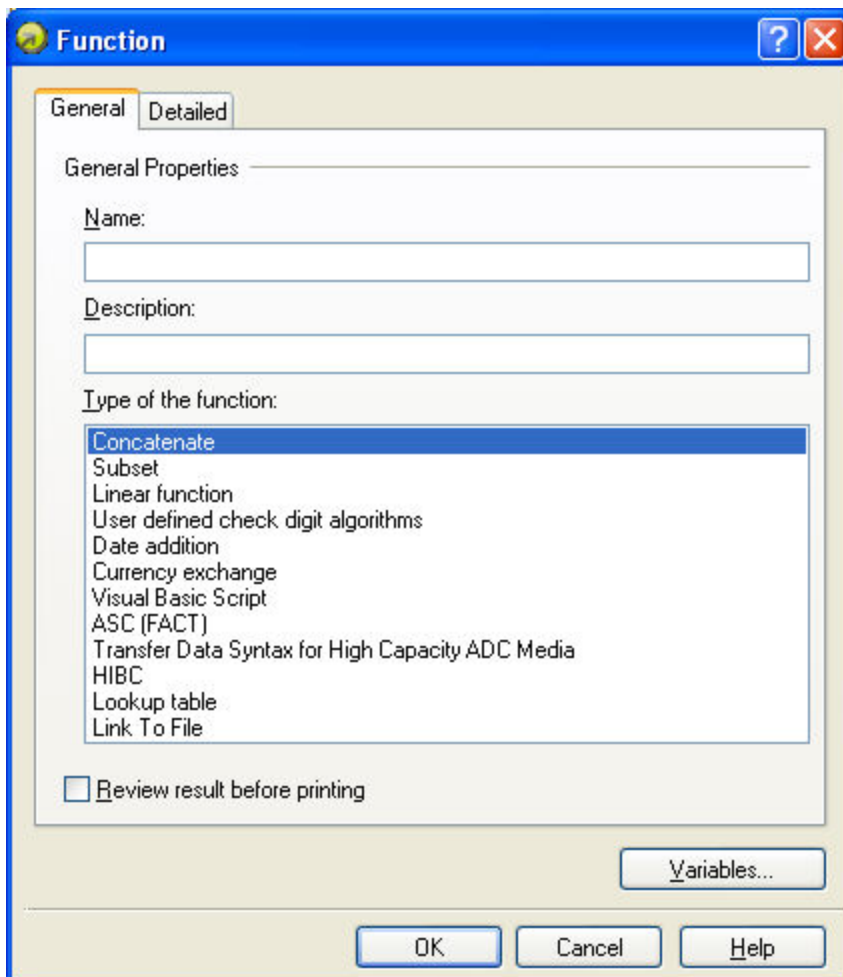 Function
General Detailed
General Properties
Name:
Description:
Type of the function:
Concatenate
Subset
Linear function
User defined check digit algorithms
Date addition
Currency exchange
Visual Basic Script
ASC (FACT)
Transfer Data Syntax for High Capacity ADC Media
HIBC
Lookup table
Link To File
Review result before printing
Variables...
OK Cancel Help